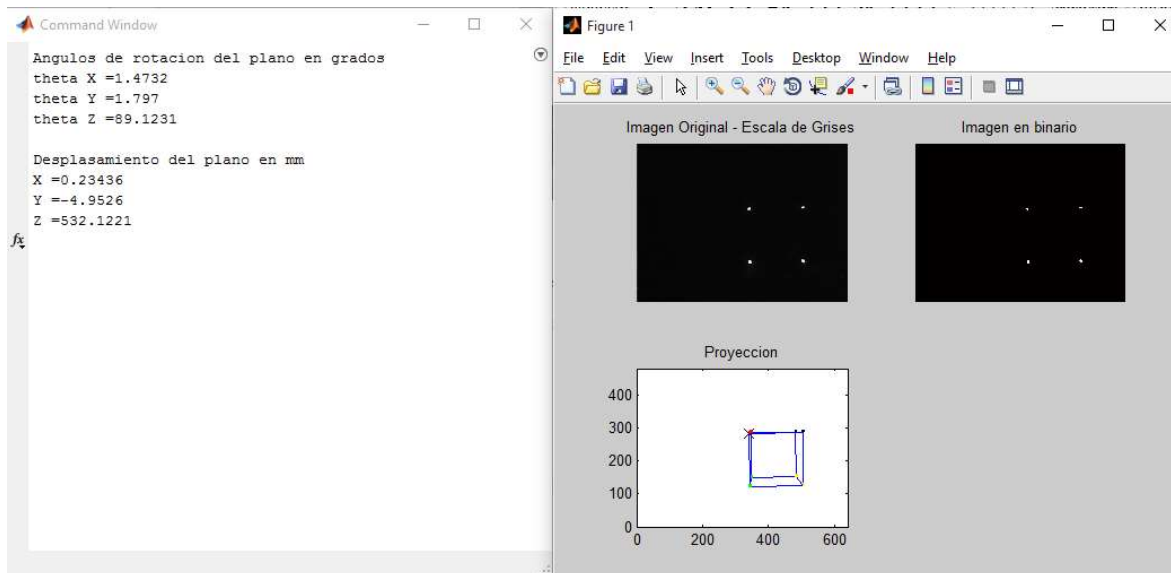 Command Window
Angulos de rotacion del plano en grados
theta X =1.4732
theta Y =1.797
theta Z =89.1231
Desplasamiento del plano en mm
X =0.23436
Y =-4.9526
Z =532.1221
fx
Figure 1
File Edit View Insert Tools Desktop Window Help
Imagen Original - Escala de Grises
Imagen en binario
Proyeccion
400
300
200
100
0
0 200 400 600